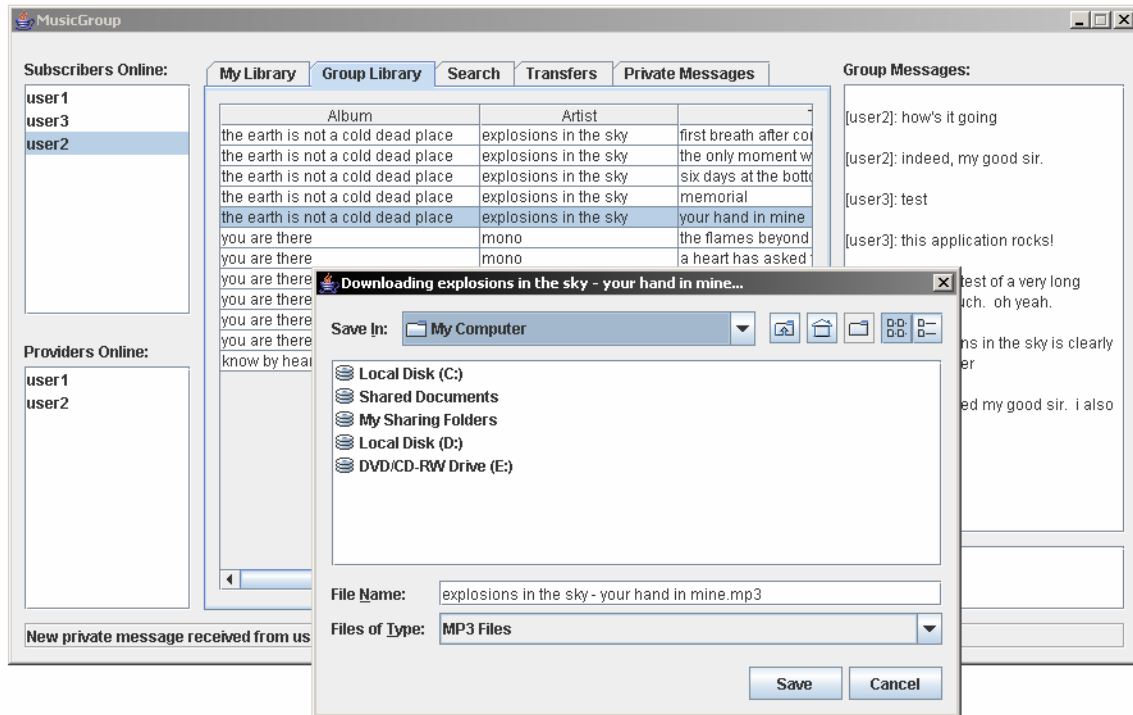 MusicGroup
Subscribers Online:
user1
user3
user2
Providers Online:
user1
user2
My Library Group Library Search Transfers Private Messages
Album Artist
the earth is not a cold dead place explosions in the sky first breath after
the earth is not a cold dead place explosions in the sky the only moment
the earth is not a cold dead place explosions in the sky six days at the
the earth is not a cold dead place explosions in the sky memorial
the earth is not a cold dead place explosions in the sky your hand in mine
you are there mono the flames beyond
you are there mono a heart has asked
you are there
you are there
you are there
you are there
know by
Group Messages:
[user2]: how's it going
[user2]: indeed, my good sir.
[user3]: test
[user3]: this application rocks!
test of a very long
oh yeah.
in the sky is clearly
my good sir. i also
Downloading explosions in the sky - your hand in mine...
Save In: My Computer
Local Disk (C:)
Shared Documents
My Sharing Folders
Local Disk (D:)
DVD/CD-RW Drive (E:)
File Name: explosions in the sky - your hand in mine.mp3
Files of Type: MP3 Files
Save Cancel
New private message received from